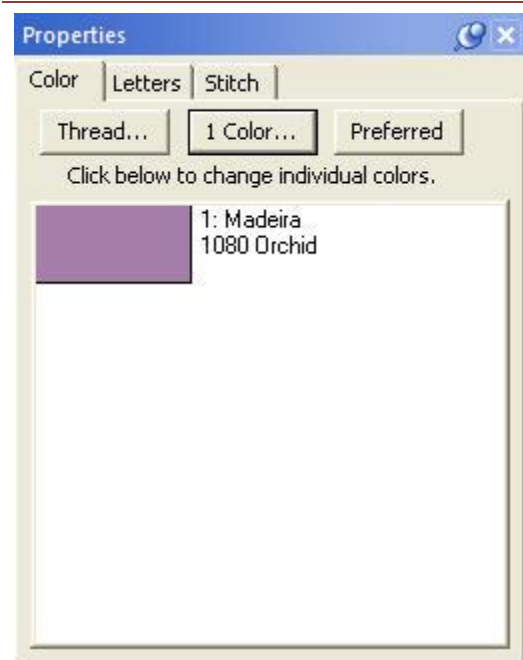 Properties
Color Letters Stitch
Thread... 1 Color... Preferred
Click below to change individual colors.
1: Madeira
1080 Orchid